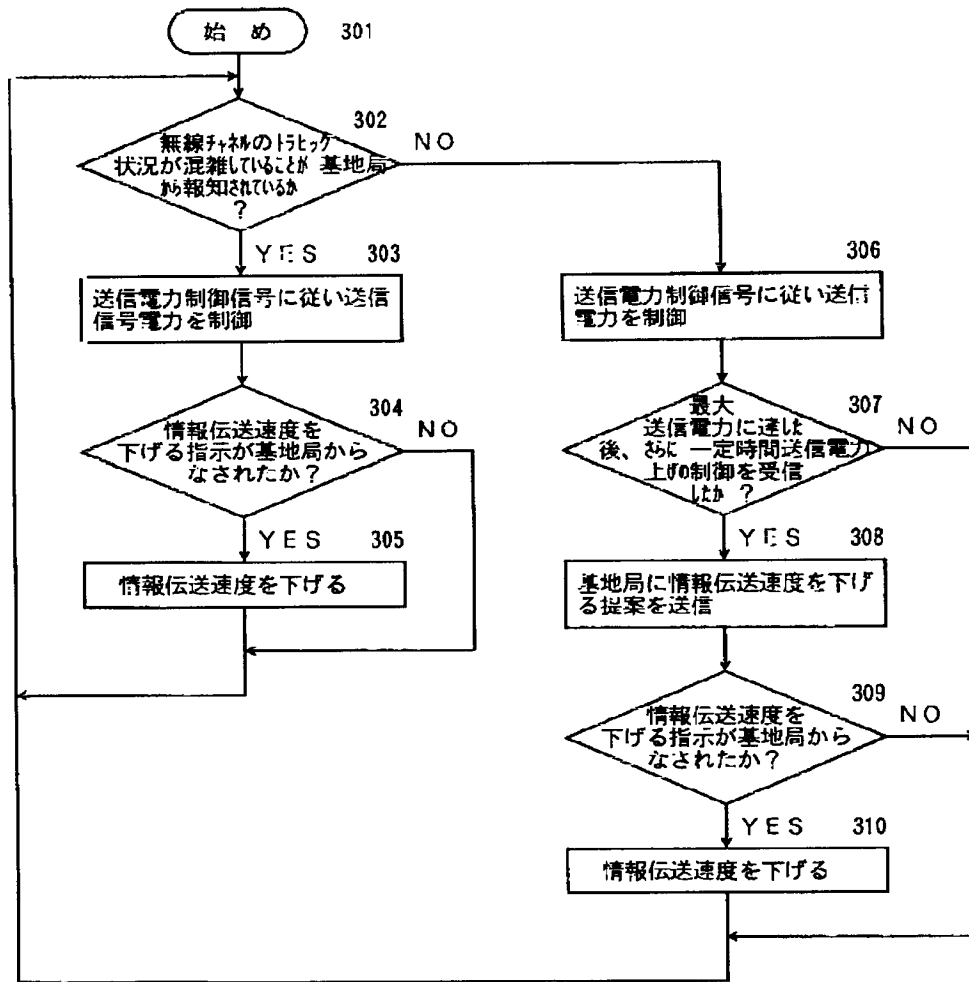 始 め 301
302
無線チャネルのトラヒック
状況が混雑していることが 基地局
から報知されているか
?
NO
YES 303
送信電力制御信号に従い送信
信号電力を制御
304
情報伝送速度を
下げる指示が基地局から
なされたか?
NO
YES 305
情報伝送速度を下げる
306
送信電力制御信号に従い送信
電力を制御
307
最大
送信電力に達した
後、さらに 一定時間送信電力
上げの制御を受信
したか ?
NO
YES 308
基地局に情報伝送速度を下げ
る提案を送信
309
情報伝送速度を
下げる指示が基地局から
なされたか?
NO
YES 310
情報伝送速度を下げる